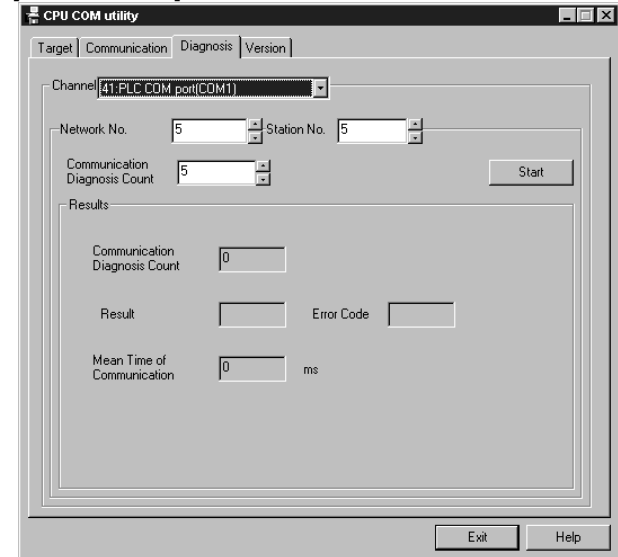 CPU COM utility
Target Communication Diagnosis Version
Channel 41:PLC COM port(COM1)
Network No. 5 Station No. 5
Communication
Diagnosis Count 5
Start
Results
Communication
Diagnosis Count 0
Result Error Code
Mean Time of
Communication 0 ms
Exit Help